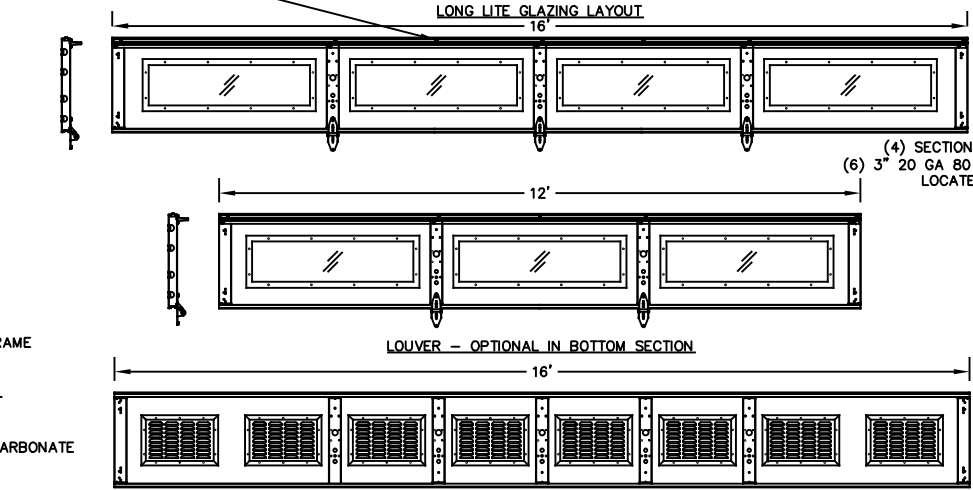 LONG LITE GLAZING LAYOUT
16'
(4) SECTION
(6) 3" 20 GA 80
LOCATE
12'
RAME
LOUVER – OPTIONAL IN BOTTOM SECTION
16'
ARBONATE